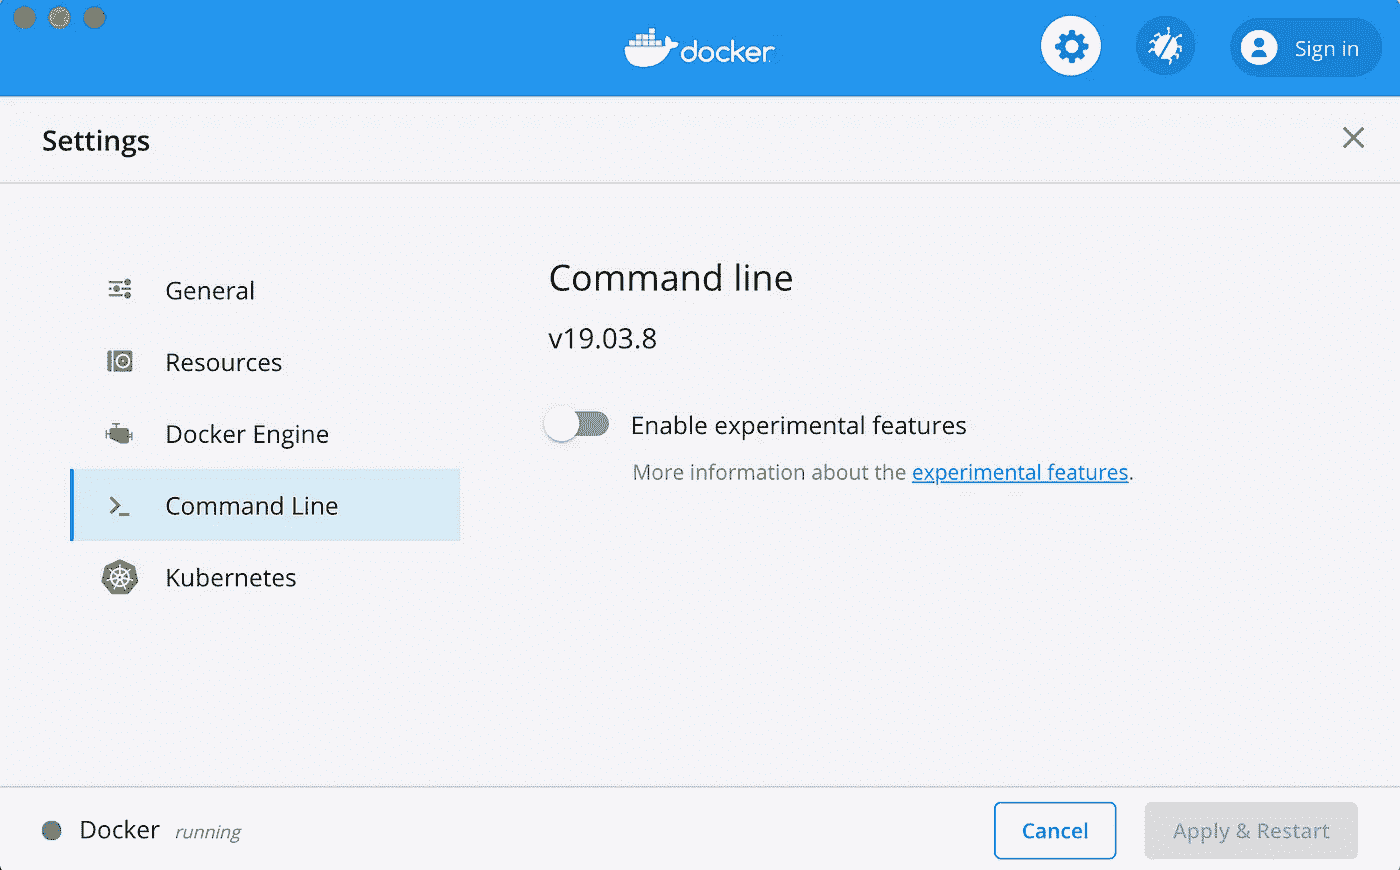 docker
Sign in
Settings
General
Resources
Docker Engine
Command Line
Kubernetes
Command line
v19.03.8
Enable experimental features
More information about the experimental features.
Docker running
Cancel
Apply & Restart